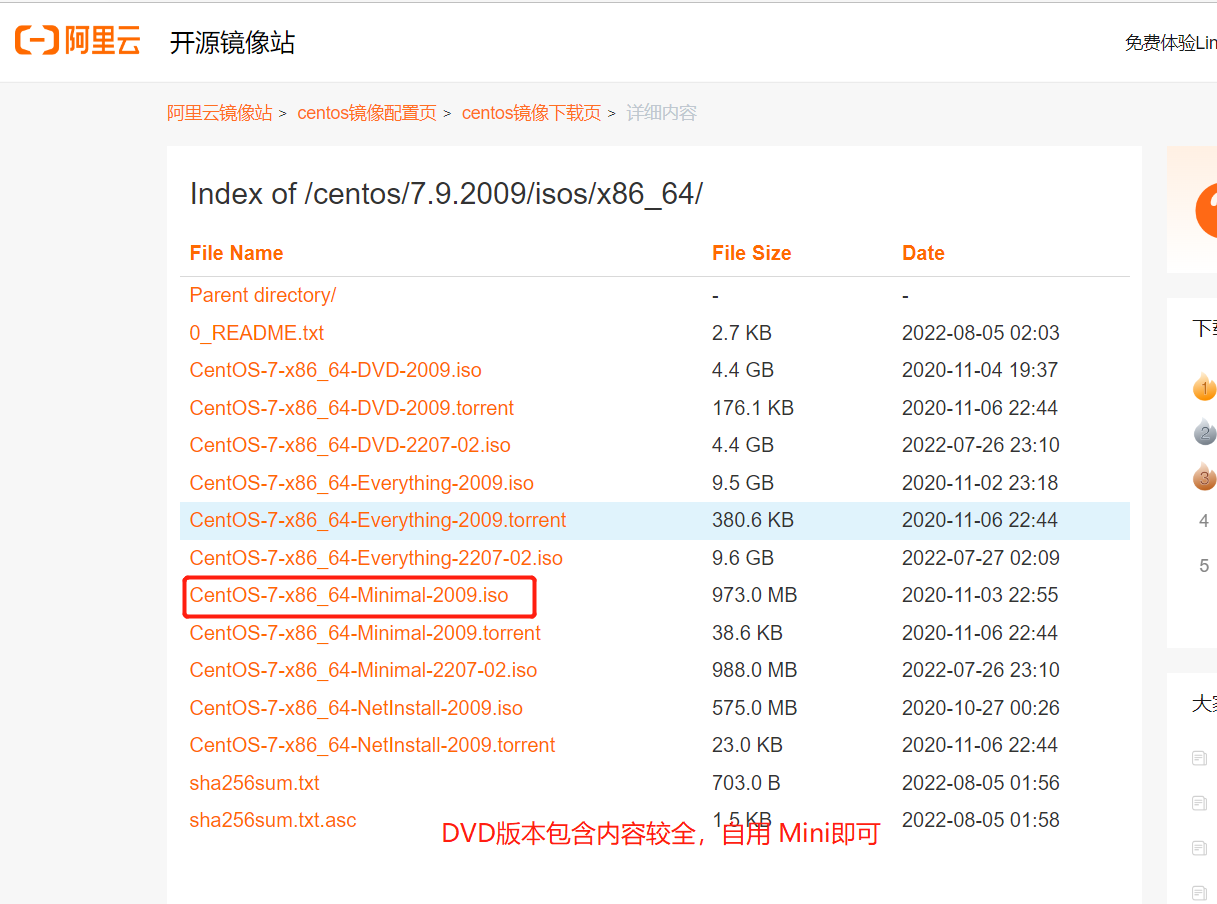 阿里云 开源镜像站 免费体验Lin
阿里云镜像站 > centos镜像配置页 > centos镜像下载页 > 详细内容
Index of /centos/7.9.2009/isos/x86_64/
File Name File Size Date
Parent directory/ - -
0_README.txt 2.7 KB 2022-08-05 02:03
CentOS-7-x86_64-DVD-2009.iso 4.4 GB 2020-11-04 19:37
CentOS-7-x86_64-DVD-2009.torrent 176.1 KB 2020-11-06 22:44
CentOS-7-x86_64-DVD-2207-02.iso 4.4 GB 2022-07-26 23:10
CentOS-7-x86_64-Everything-2009.iso 9.5 GB 2020-11-02 23:18
CentOS-7-x86_64-Everything-2009.torrent 380.6 KB 2020-11-06 22:44
CentOS-7-x86_64-Everything-2207-02.iso 9.6 GB 2022-07-27 02:09
CentOS-7-x86_64-Minimal-2009.iso 973.0 MB 2020-11-03 22:55
CentOS-7-x86_64-Minimal-2009.torrent 38.6 KB 2020-11-06 22:44
CentOS-7-x86_64-Minimal-2207-02.iso 988.0 MB 2022-07-26 23:10
CentOS-7-x86_64-NetInstall-2009.iso 575.0 MB 2020-10-27 00:26
CentOS-7-x86_64-NetInstall-2009.torrent 23.0 KB 2020-11-06 22:44
sha256sum.txt 703.0 B 2022-08-05 01:56
sha256sum.txt.asc 1.5 KB 2022-08-05 01:58
DVD版本包含内容较全，自用 Mini即可
下
1
2
3
4
5
大